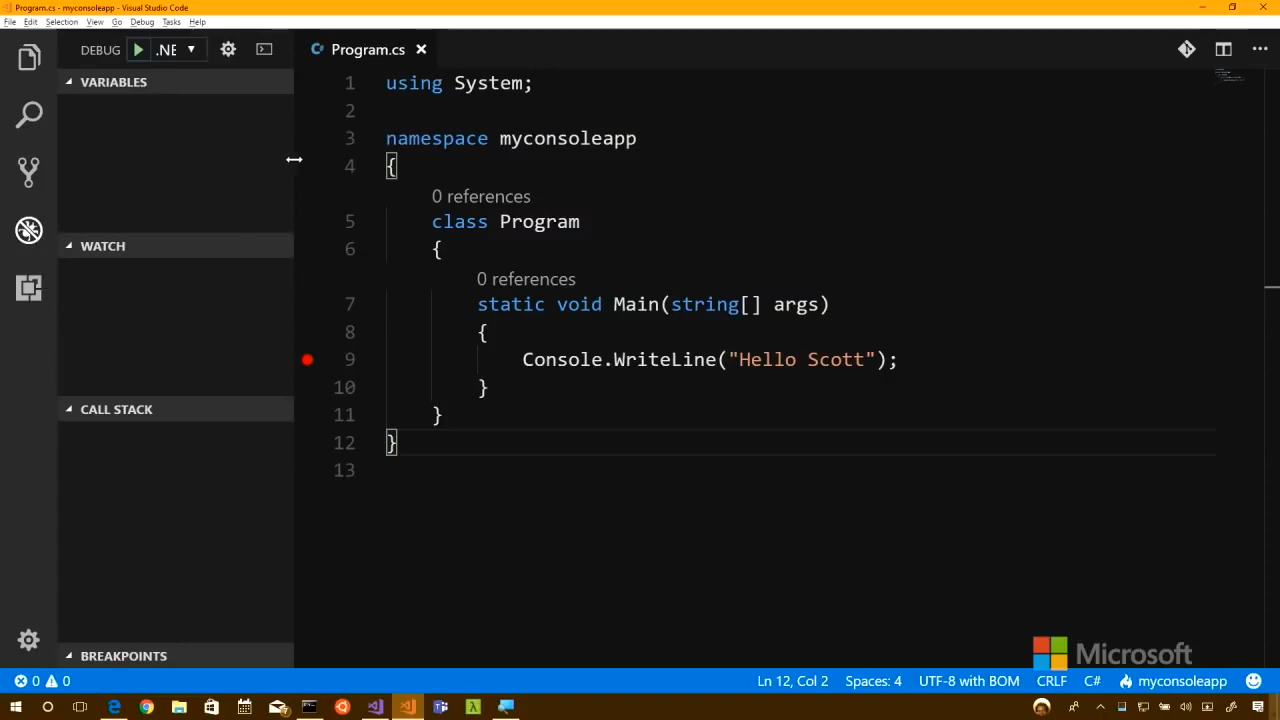 Program.cs - myconsoleapp - Visual Studio Code
File Edit Selection View Go Debug Tasks Help
DEBUG .NE
Program.cs
VARIABLES
WATCH
CALL STACK
BREAKPOINTS
1 using System;
2
3 namespace myconsoleapp
4 {
0 references
5 class Program
6 {
0 references
7 static void Main(string[] args)
8 {
9 Console.WriteLine("Hello Scott");
10 }
11 }
12 }
13
Microsoft
0 0
Ln 12, Col 2 Spaces: 4 UTF-8 with BOM CRLF C# myconsoleapp